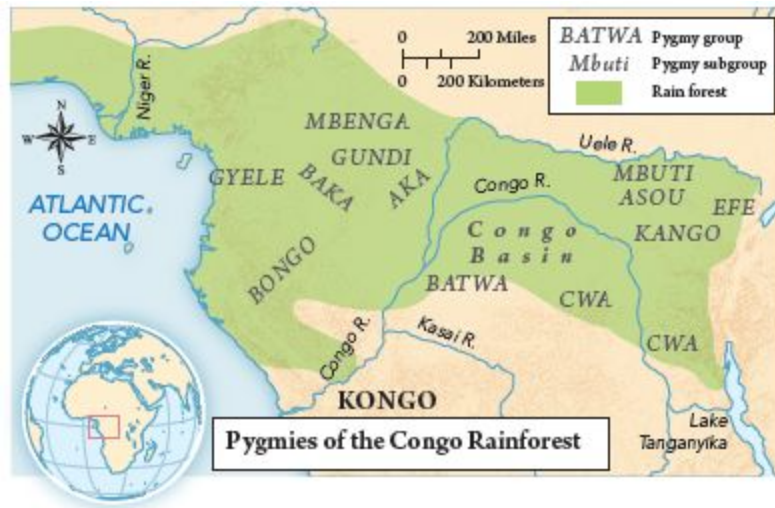 0 200 Miles
0 200 Kilometers
BATWA Pygmy group
Mbuti Pygmy subgroup
Rain forest
N
W E
S
Niger R.
Uele R.
MBENGA
GUNDI
GYELE
BAKA
AKA
Congo R.
MBUTI
ASOU
EFE
KANGO
ATLANTIC
OCEAN
Congo
Basin
BONGO
BATWA
CWA
CWA
Congo R.
Kasai R.
KONGO
Lake
Tanganyika
Pygmies of the Congo Rainforest